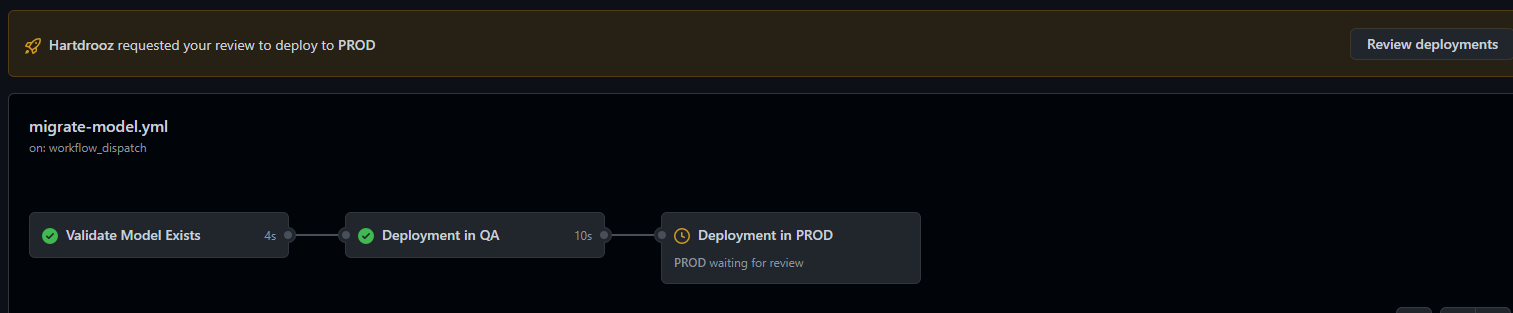 Hartdrooz requested your review to deploy to PROD
Review deployments
migrate-model.yml
on: workflow_dispatch
Validate Model Exists 4s
Deployment in QA 10s
Deployment in PROD
PROD waiting for review